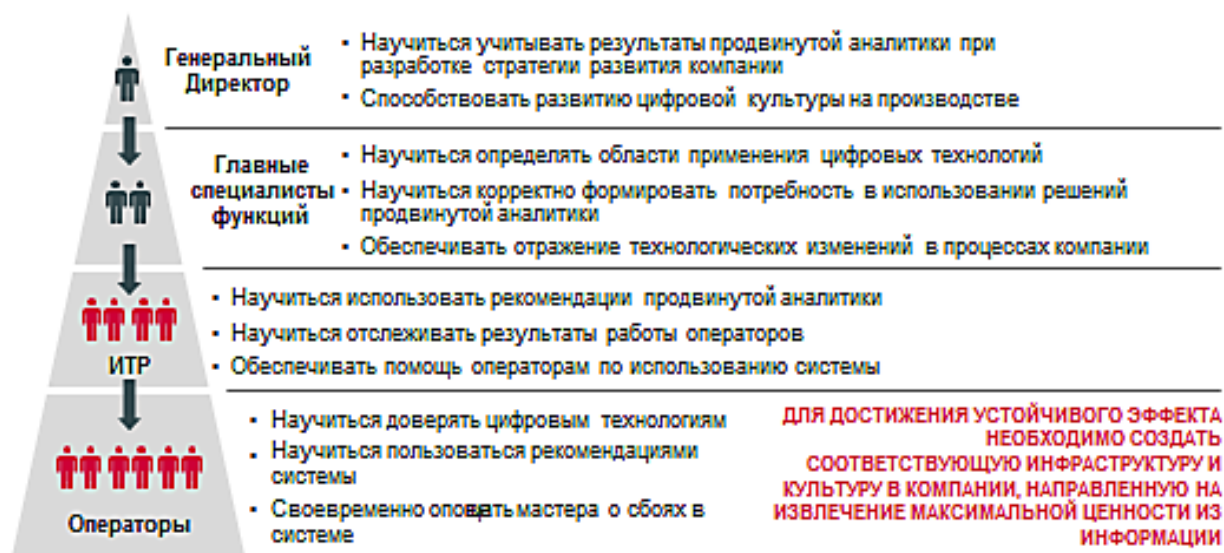 Генеральный
Директор
▪ Научиться учитывать результаты продвинутой аналитики при
разработке стратегии развития компании
▪ Способствовать развитию цифровой культуры на производстве
Главные
специалисты
функций
▪ Научиться определять области применения цифровых технологий
▪ Научиться корректно формировать потребность в использовании решений
продвинутой аналитики
▪ Обеспечивать отражение технологических изменений в процессах компании
ИТР
▪ Научиться использовать рекомендации продвинутой аналитики
▪ Научиться отслеживать результаты работы операторов
▪ Обеспечивать помощь операторам по использованию системы
Операторы
▪ Научиться доверять цифровым технологиям
▪ Научиться пользоваться рекомендациями
системы
▪ Своевременно мастера о сбоях в
системе
ДЛЯ ДОСТИЖЕНИЯ УСТОЙЧИВОГО ЭФФЕКТА
НЕОБХОДИМО СОЗДАТЬ
СООТВЕТСТВУЮЩУЮ ИНФРАСТРУКТУРУ И
КУЛЬТУРУ В КОМПАНИИ, НАПРАВЛЕННУЮ НА
ИЗВЛЕЧЕНИЕ МАКСИМАЛЬНОЙ ЦЕННОСТИ ИЗ
ИНФОРМАЦИИ